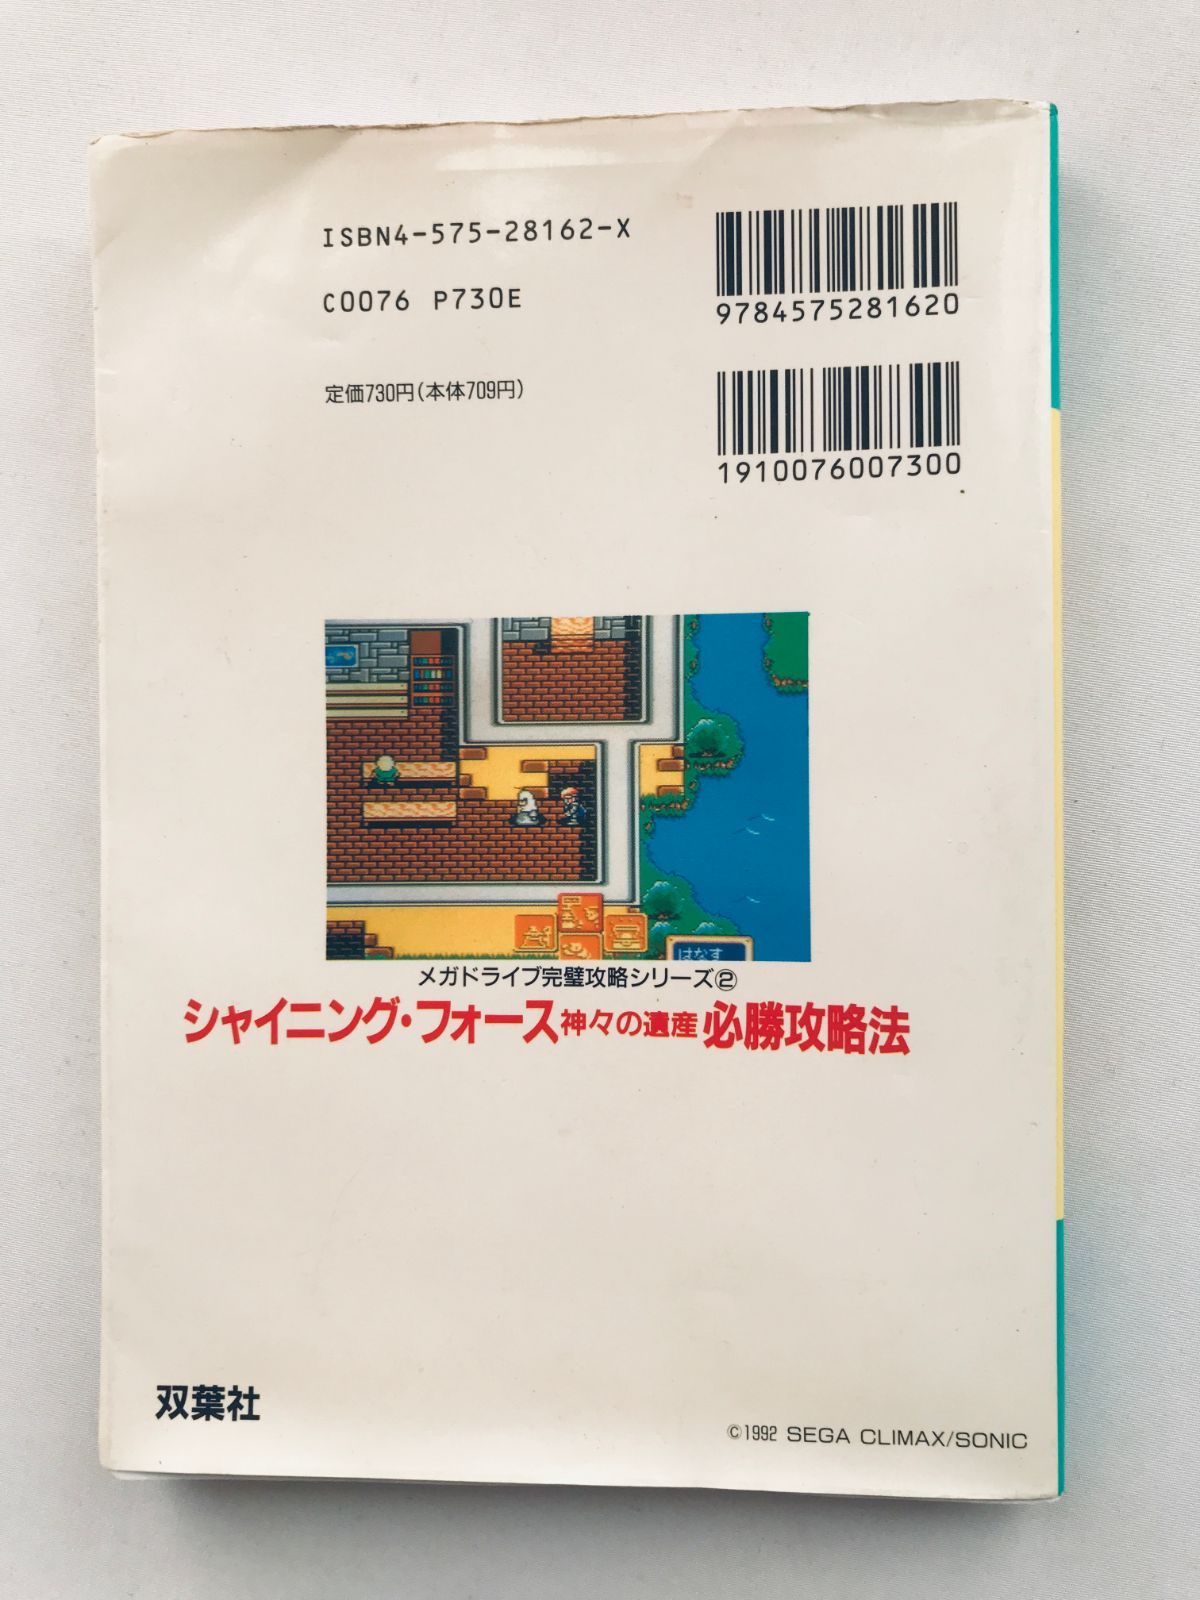 ISBN4-575-28162-X
C0076 P730E
定価730円(本体709円)
9784575281620
1910076007300
はなす
メガドライブ完璧攻略シリーズ②
シャイニング・フォース神々の遺産必勝攻略法
双葉社
©1992 SEGA CLIMAX/SONIC